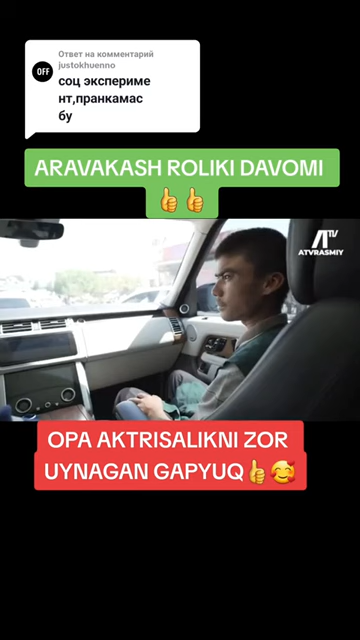 Ответ на комментарий
justokhuenno
OFF
соц экспериме
нт,пранкамас
бу
ARAVAKASH ROLIKI DAVOMI
👍👍
TV
ATVRASMIY
OPA AKTRISALIKNI ZOR
UYNAGAN GAPYUQ👍🥰